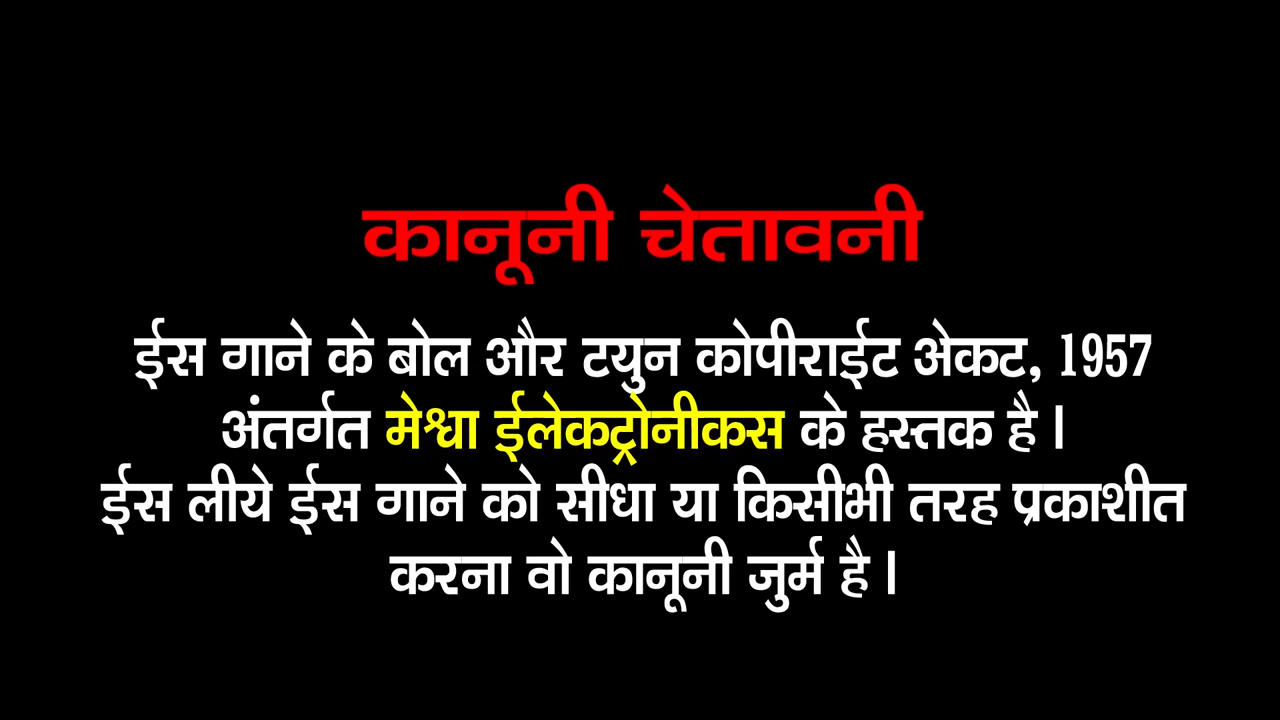 कानूनी चेतावनी
ईस गाने के बोल और टयुन कोपीराईट अेकट, 1957
अंतर्गत मेश्वा ईलेकट्रोनीकस के हस्तक है ।
ईस लीये ईस गाने को सीधा या किसीभी तरह प्रकाशीत
करना वो कानूनी जुर्म है ।